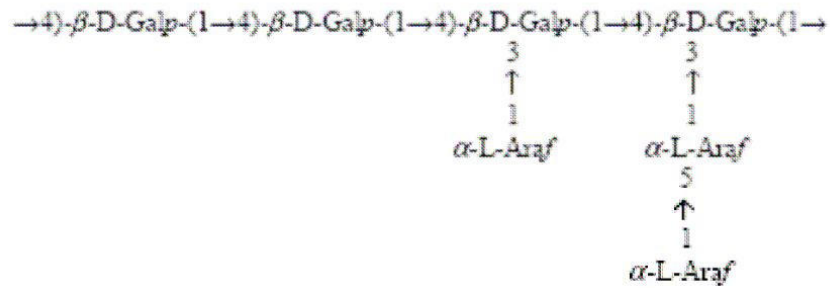 →4)-β-D-Galp-(1→4)-β-D-Galp-(1→4)-β-D-Galp-(1→4)-β-D-Galp-(1→
3 3
↑ ↑
1 1
α-L-Araf α-L-Araf
5
↑
1
α-L-Araf